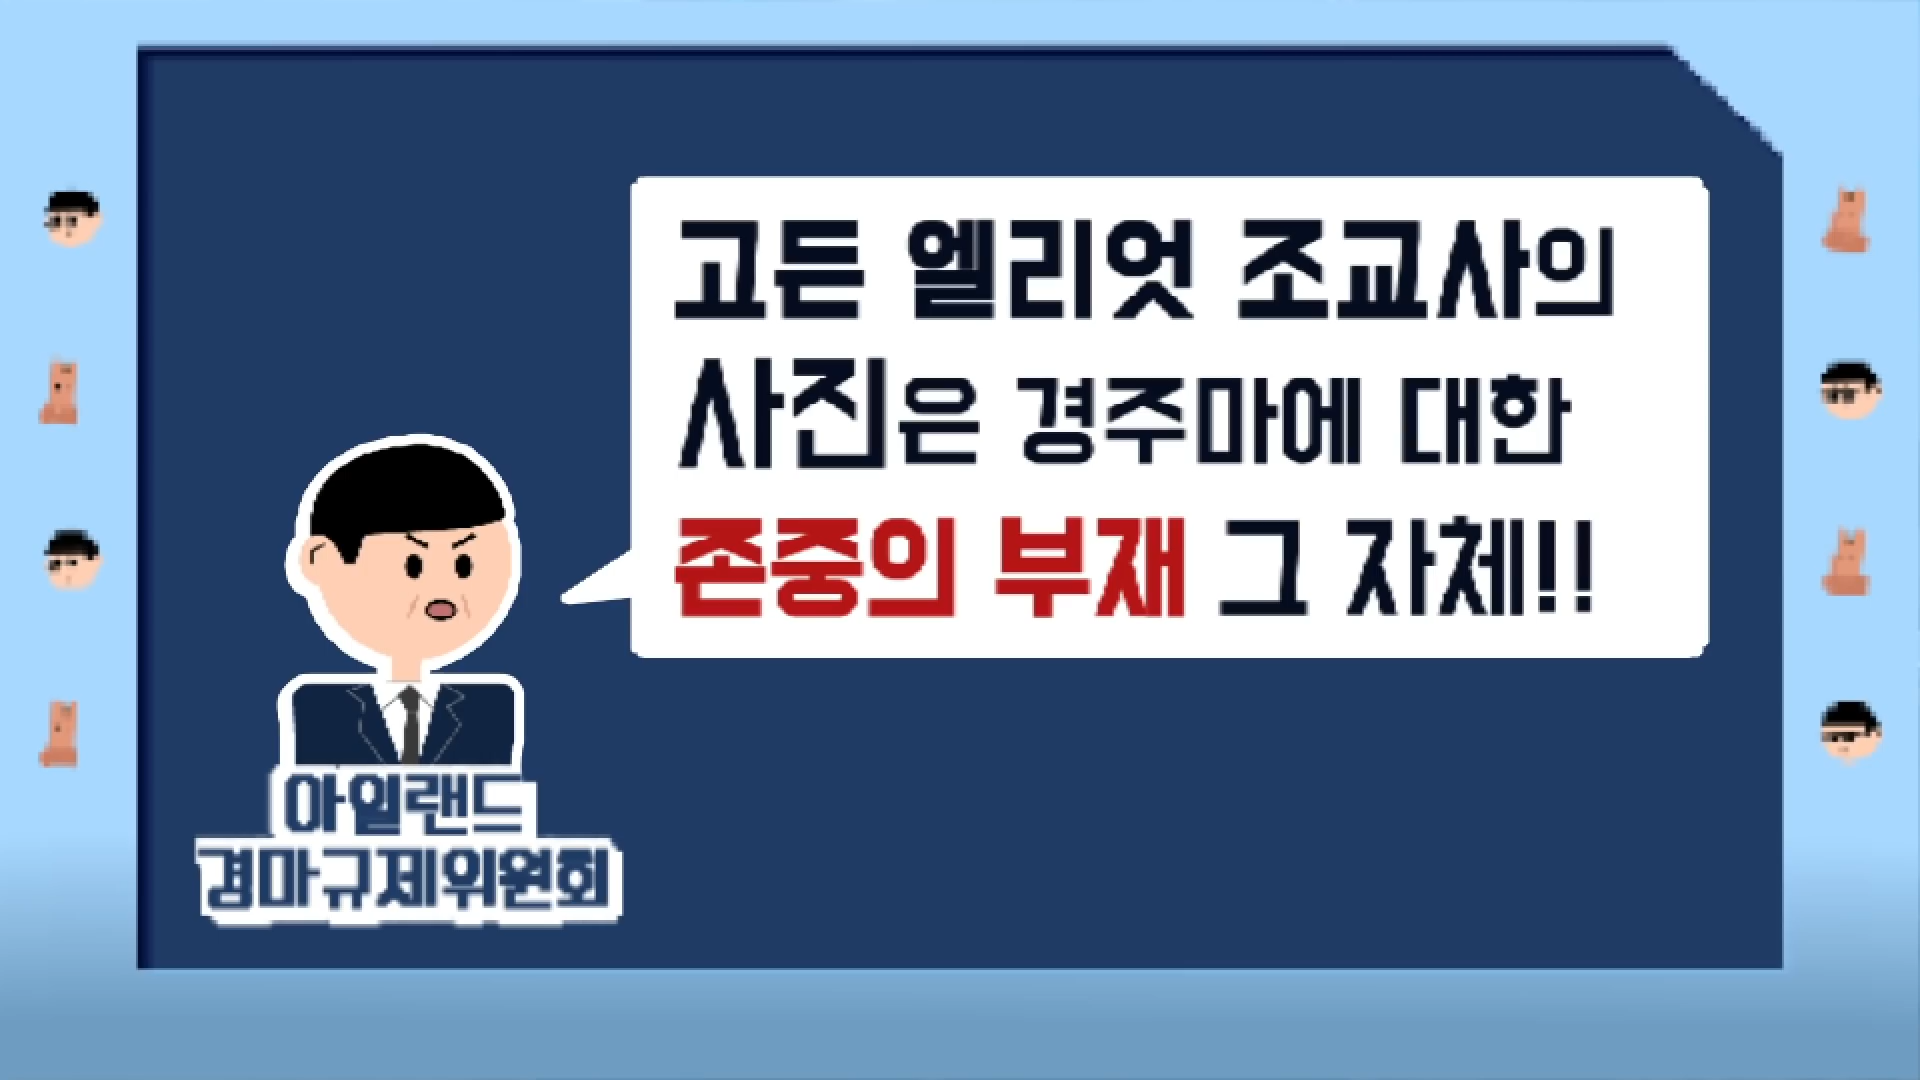 고든 엘리엇 조교사의
사진은 경주마에 대한
존중의 부재 그 자체!!
아일랜드
경마규제위원회